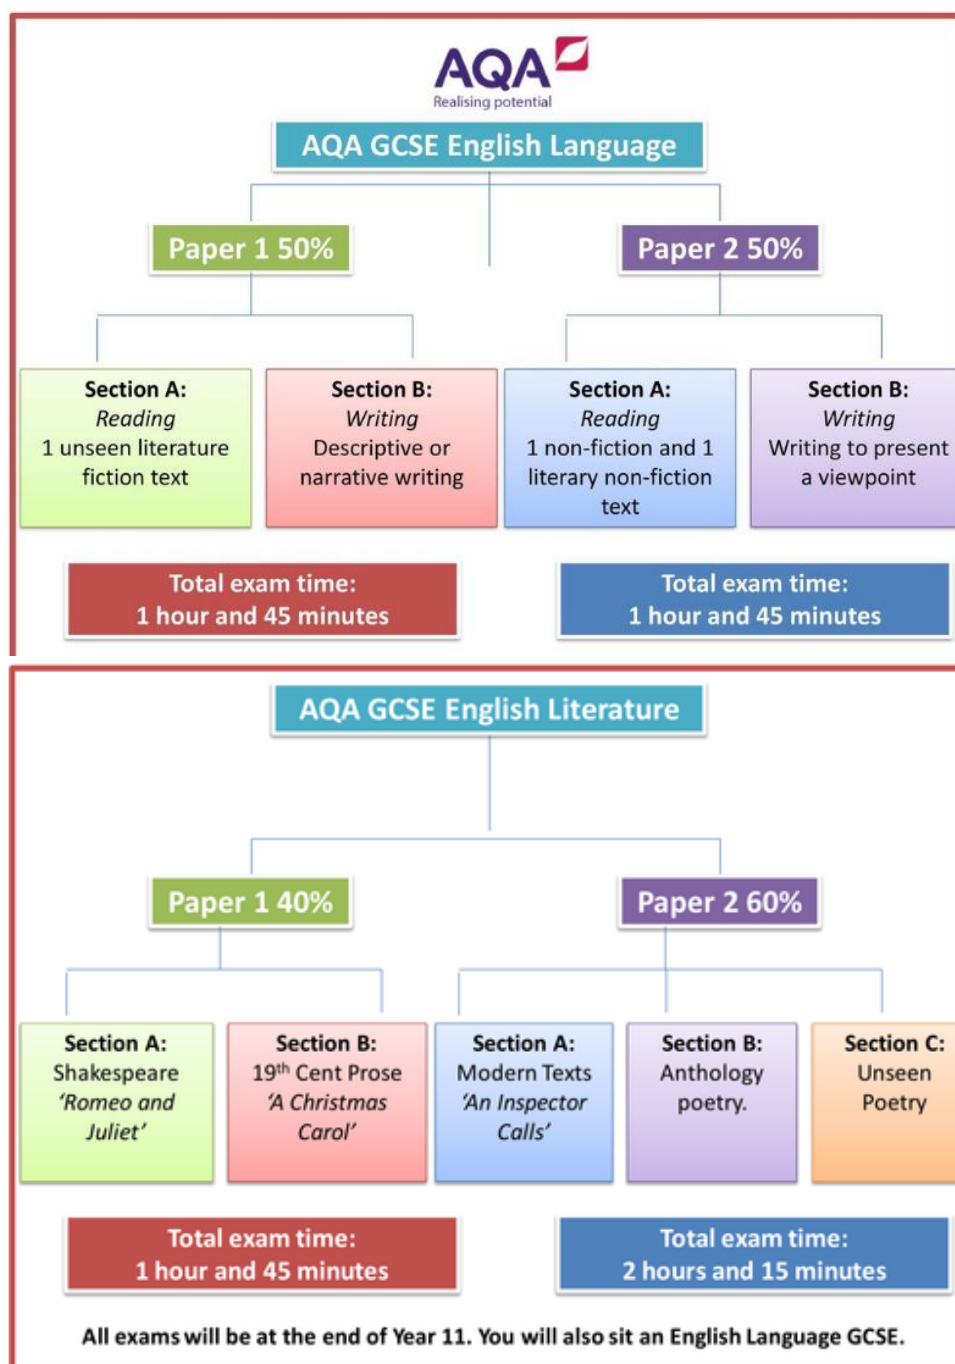 AQA
Realising potential
AQA GCSE English Language
Paper 1 50%
Paper 2 50%
Section A:
Reading
1 unseen literature
fiction text
Section B:
Writing
Descriptive or
narrative writing
Section A:
Reading
1 non-fiction and 1
literary non-fiction
text
Section B:
Writing
Writing to present
a viewpoint
Total exam time:
1 hour and 45 minutes
Total exam time:
1 hour and 45 minutes
AQA GCSE English Literature
Paper 1 40%
Paper 2 60%
Section A:
Shakespeare
'Romeo and
Juliet'
Section B:
19th Cent Prose
'A Christmas
Carol'
Section A:
Modern Texts
'An Inspector
Calls'
Section B:
Anthology
poetry.
Section C:
Unseen
Poetry
Total exam time:
1 hour and 45 minutes
Total exam time:
2 hours and 15 minutes
All exams will be at the end of Year 11. You will also sit an English Language GCSE.